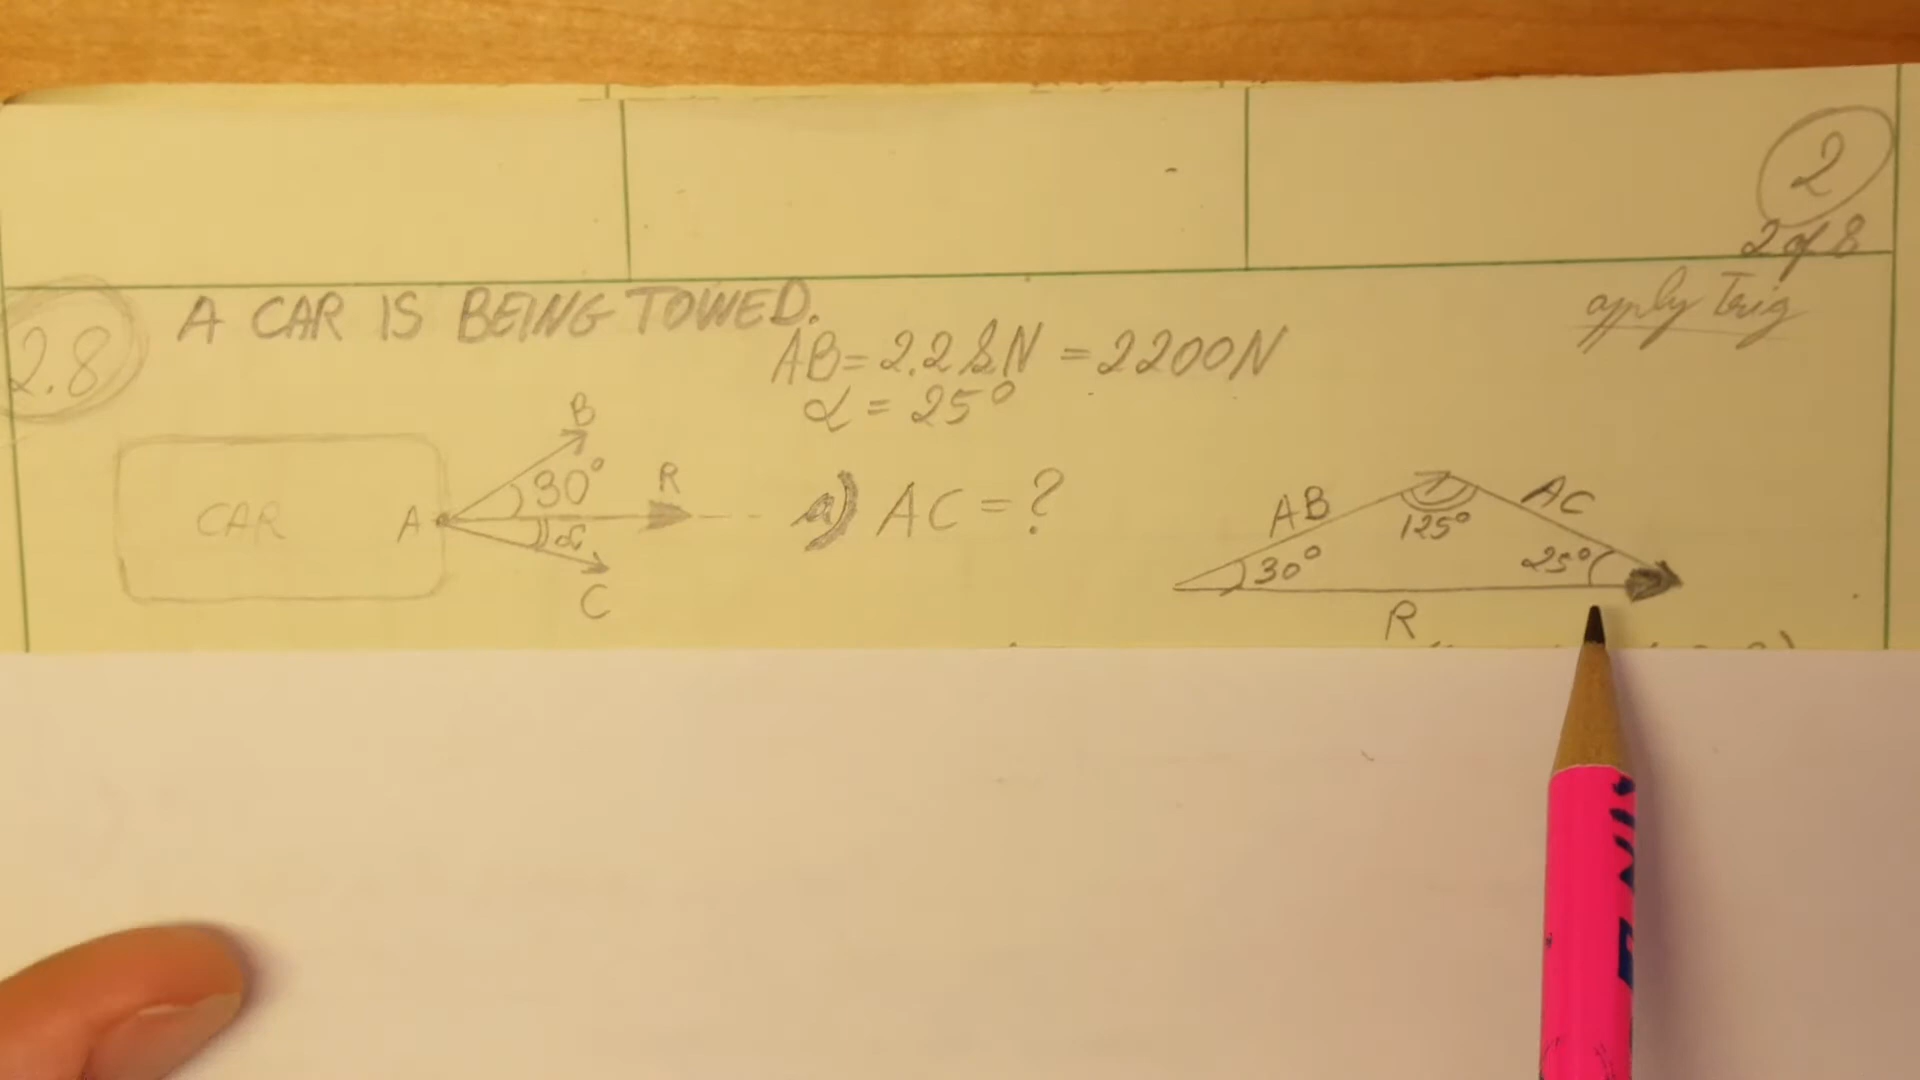 2
2 of 8
2.8
A CAR IS BEING TOWED.
apply Trig
AB = 2.2 kN = 2200N
α = 25°
B
30°
R
CAR
A
α
C
a) AC = ?
AB
AC
125°
30°
25°
R